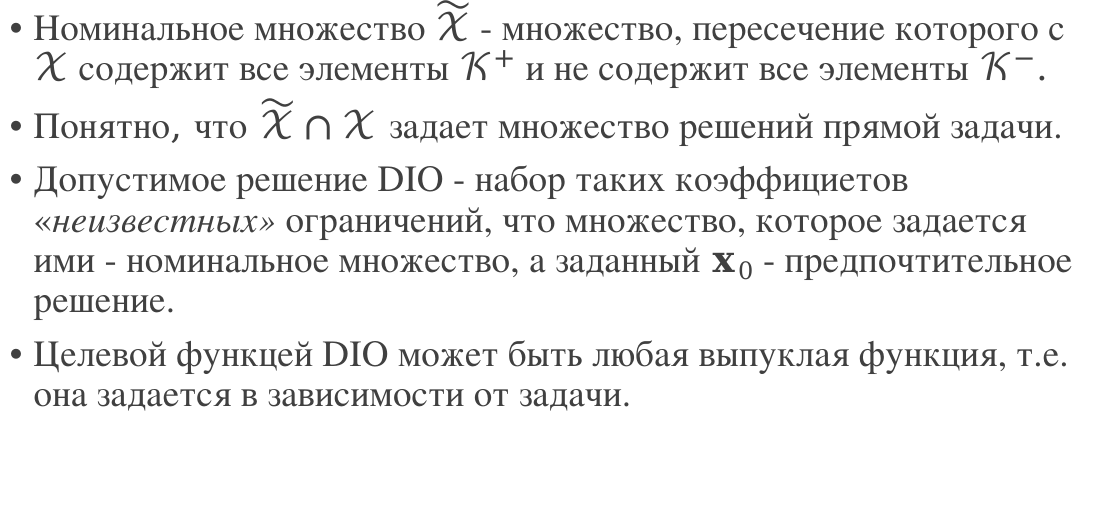 • Номинальное множество 𝒳̃ - множество, пересечение которого с
𝒳 содержит все элементы 𝒦⁺ и не содержит все элементы 𝒦⁻.
• Понятно, что 𝒳̃ ∩ 𝒳 задает множество решений прямой задачи.
• Допустимое решение DIO - набор таких коэффициетов
«неизвестных» ограничений, что множество, которое задается
ими - номинальное множество, а заданный 𝐱₀ - предпочтительное
решение.
• Целевой функцей DIO может быть любая выпуклая функция, т.е.
она задается в зависимости от задачи.